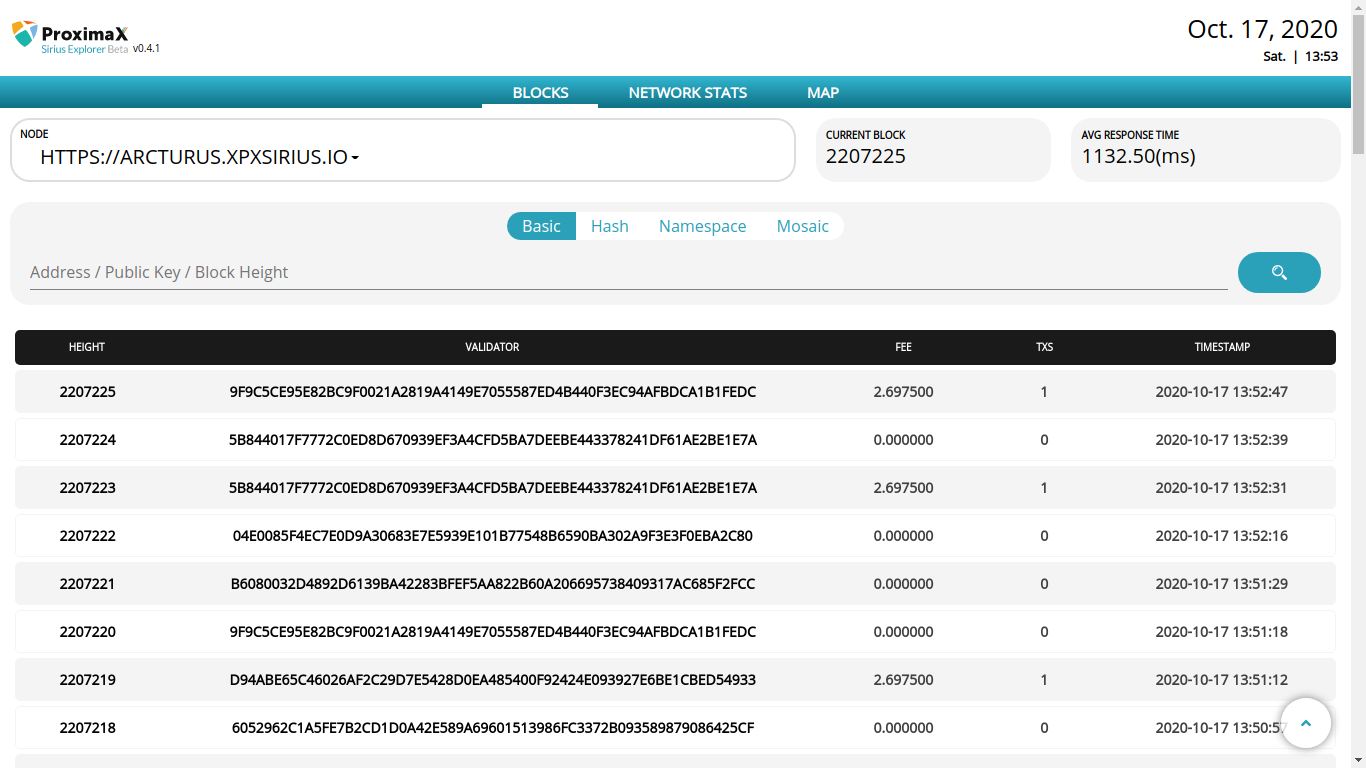 ProximaX
Sirius Explorer Beta v0.4.1
Oct. 17, 2020
Sat. | 13:53
BLOCKS NETWORK STATS MAP
NODE
HTTPS://ARCTURUS.XPXSIRIUS.IO
CURRENT BLOCK
2207225
AVG RESPONSE TIME
1132.50(ms)
Basic Hash Namespace Mosaic
Address / Public Key / Block Height
HEIGHT VALIDATOR FEE TXS TIMESTAMP
2207225 9F9C5CE95E82BC9F0021A2819A4149E7055587ED4B440F3EC94AFBDCA1B1FEDC 2.697500 1 2020-10-17 13:52:47
2207224 5B844017F7772C0ED8D670939EF3A4CFD5BA7DEEBE443378241DF61AE2BE1E7A 0.000000 0 2020-10-17 13:52:39
2207223 5B844017F7772C0ED8D670939EF3A4CFD5BA7DEEBE443378241DF61AE2BE1E7A 2.697500 1 2020-10-17 13:52:31
2207222 04E0085F4EC7E0D9A30683E7E5939E101B77548B6590BA302A9F3E3F0EBA2C80 0.000000 0 2020-10-17 13:52:16
2207221 B6080032D4892D6139BA42283BFEF5AA822B60A206695738409317AC685F2FCC 0.000000 0 2020-10-17 13:51:29
2207220 9F9C5CE95E82BC9F0021A2819A4149E7055587ED4B440F3EC94AFBDCA1B1FEDC 0.000000 0 2020-10-17 13:51:18
2207219 D94ABE65C46026AF2C29D7E5428D0EA485400F92424E093927E6BE1CBED54933 2.697500 1 2020-10-17 13:51:12
2207218 6052962C1A5FE7B2CD1D0A42E589A69601513986FC3372B093589879086425CF 0.000000 0 2020-10-17 13:50:57